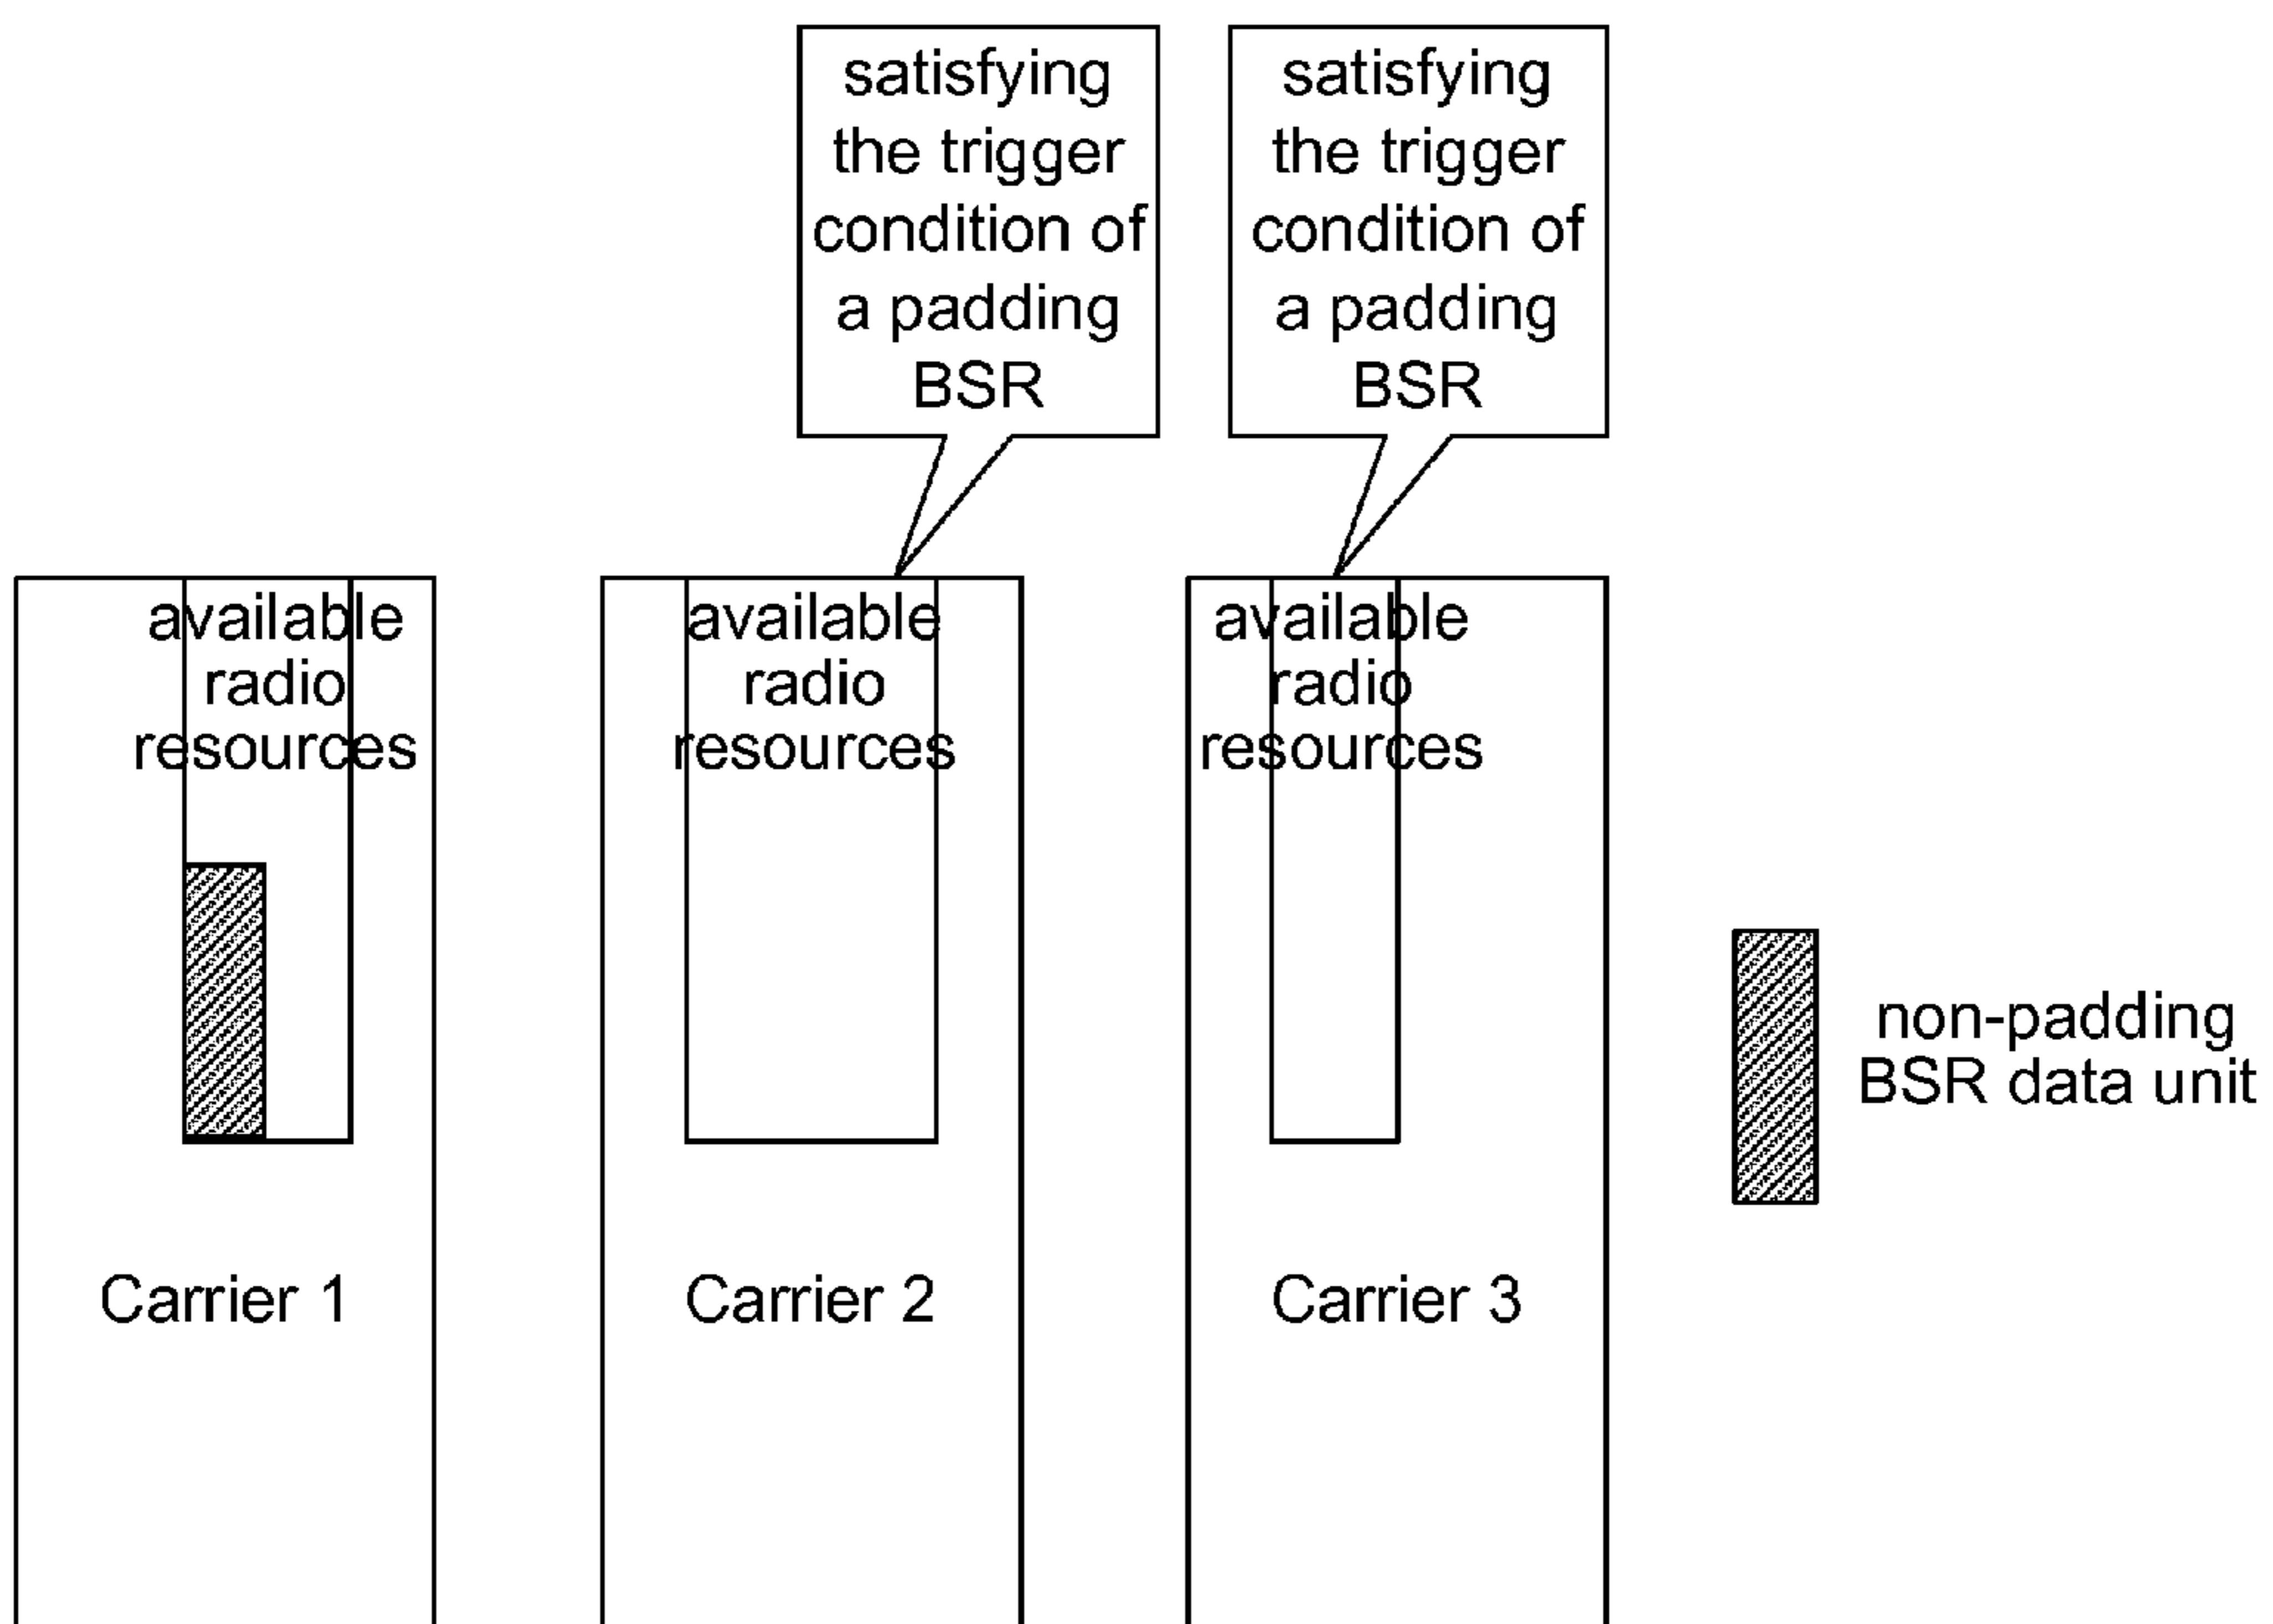 satisfying
the trigger
condition of
a padding
BSR
satisfying
the trigger
condition of
a padding
BSR
available
radio
resources
available
radio
resources
available
radio
resources
non-padding
BSR data unit
Carrier 1
Carrier 2
Carrier 3